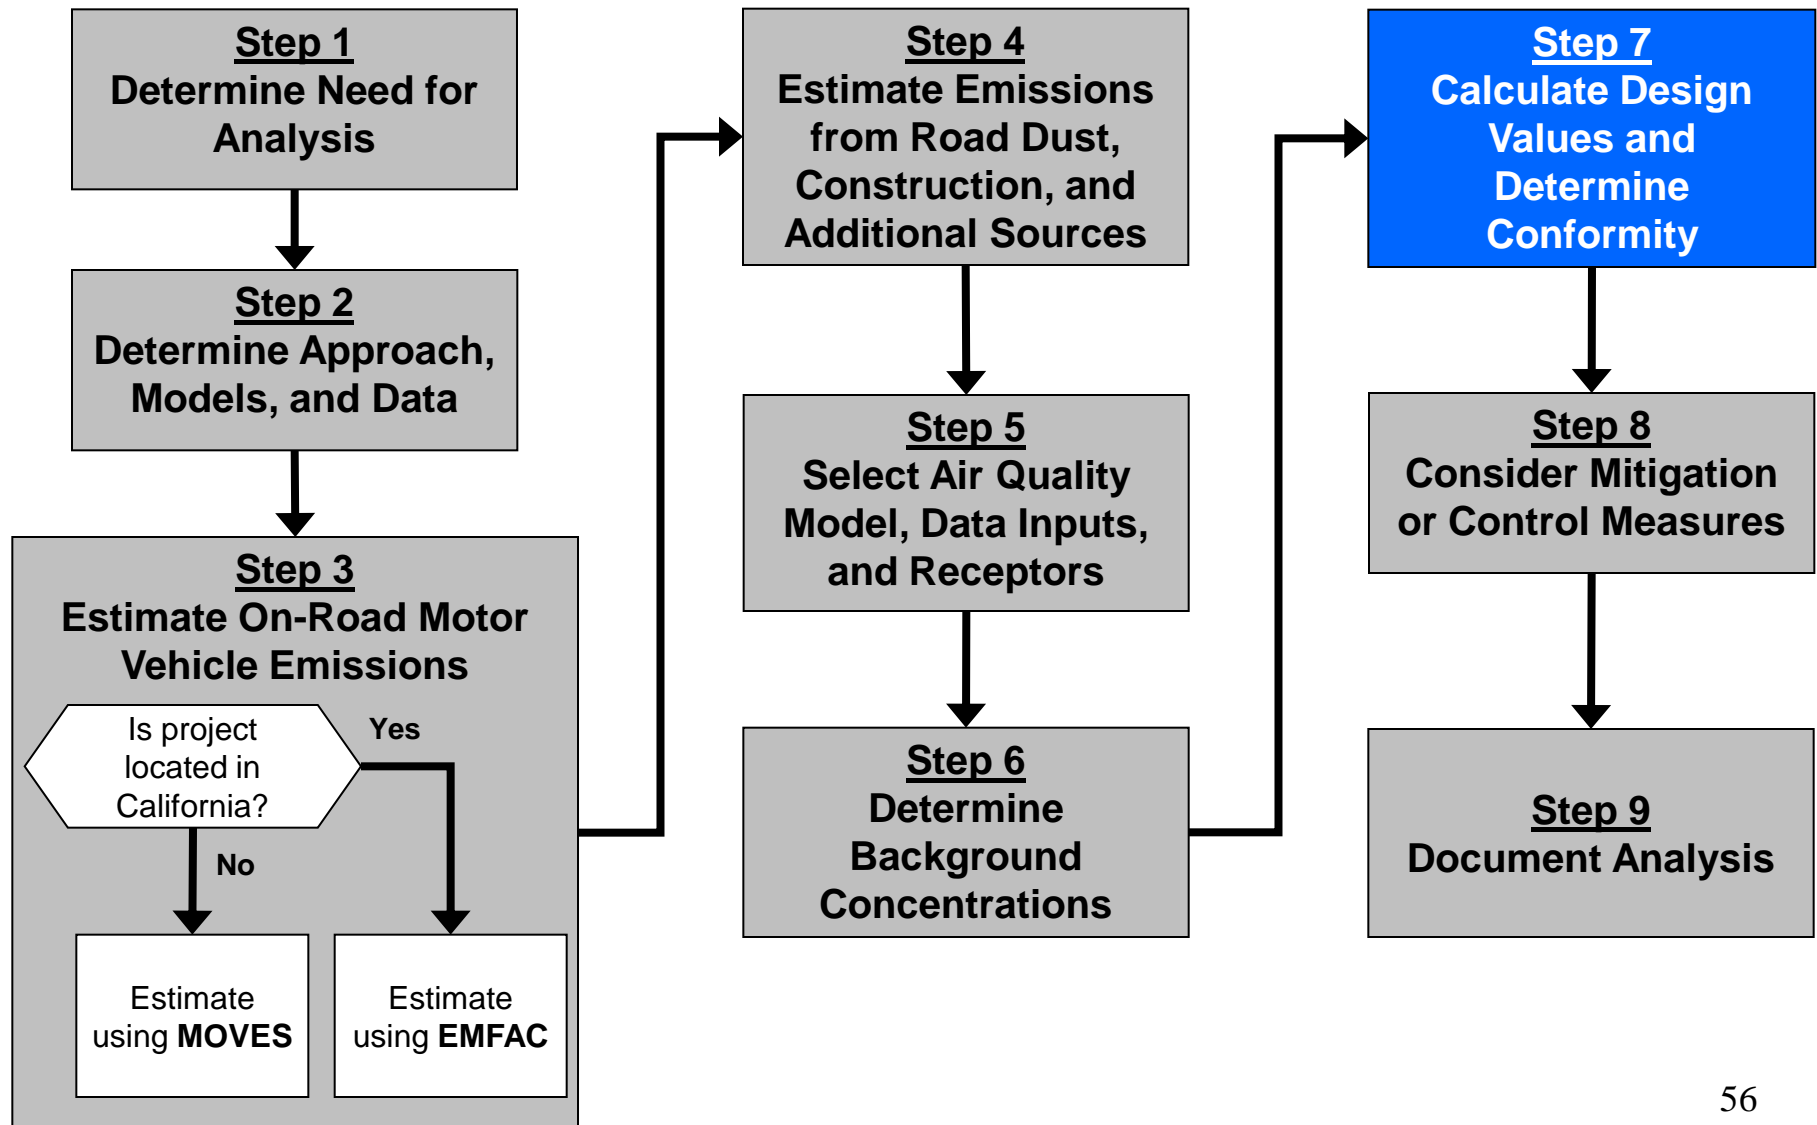 Step 1
Determine Need for
Analysis
Step 2
Determine Approach,
Models, and Data
Step 3
Estimate On-Road Motor
Vehicle Emissions
Is project
located in
California?
Yes
No
Estimate
using MOVES
Estimate
using EMFAC
Step 4
Estimate Emissions
from Road Dust,
Construction, and
Additional Sources
Step 5
Select Air Quality
Model, Data Inputs,
and Receptors
Step 6
Determine
Background
Concentrations
Step 7
Calculate Design
Values and
Determine
Conformity
Step 8
Consider Mitigation
or Control Measures
Step 9
Document Analysis
56